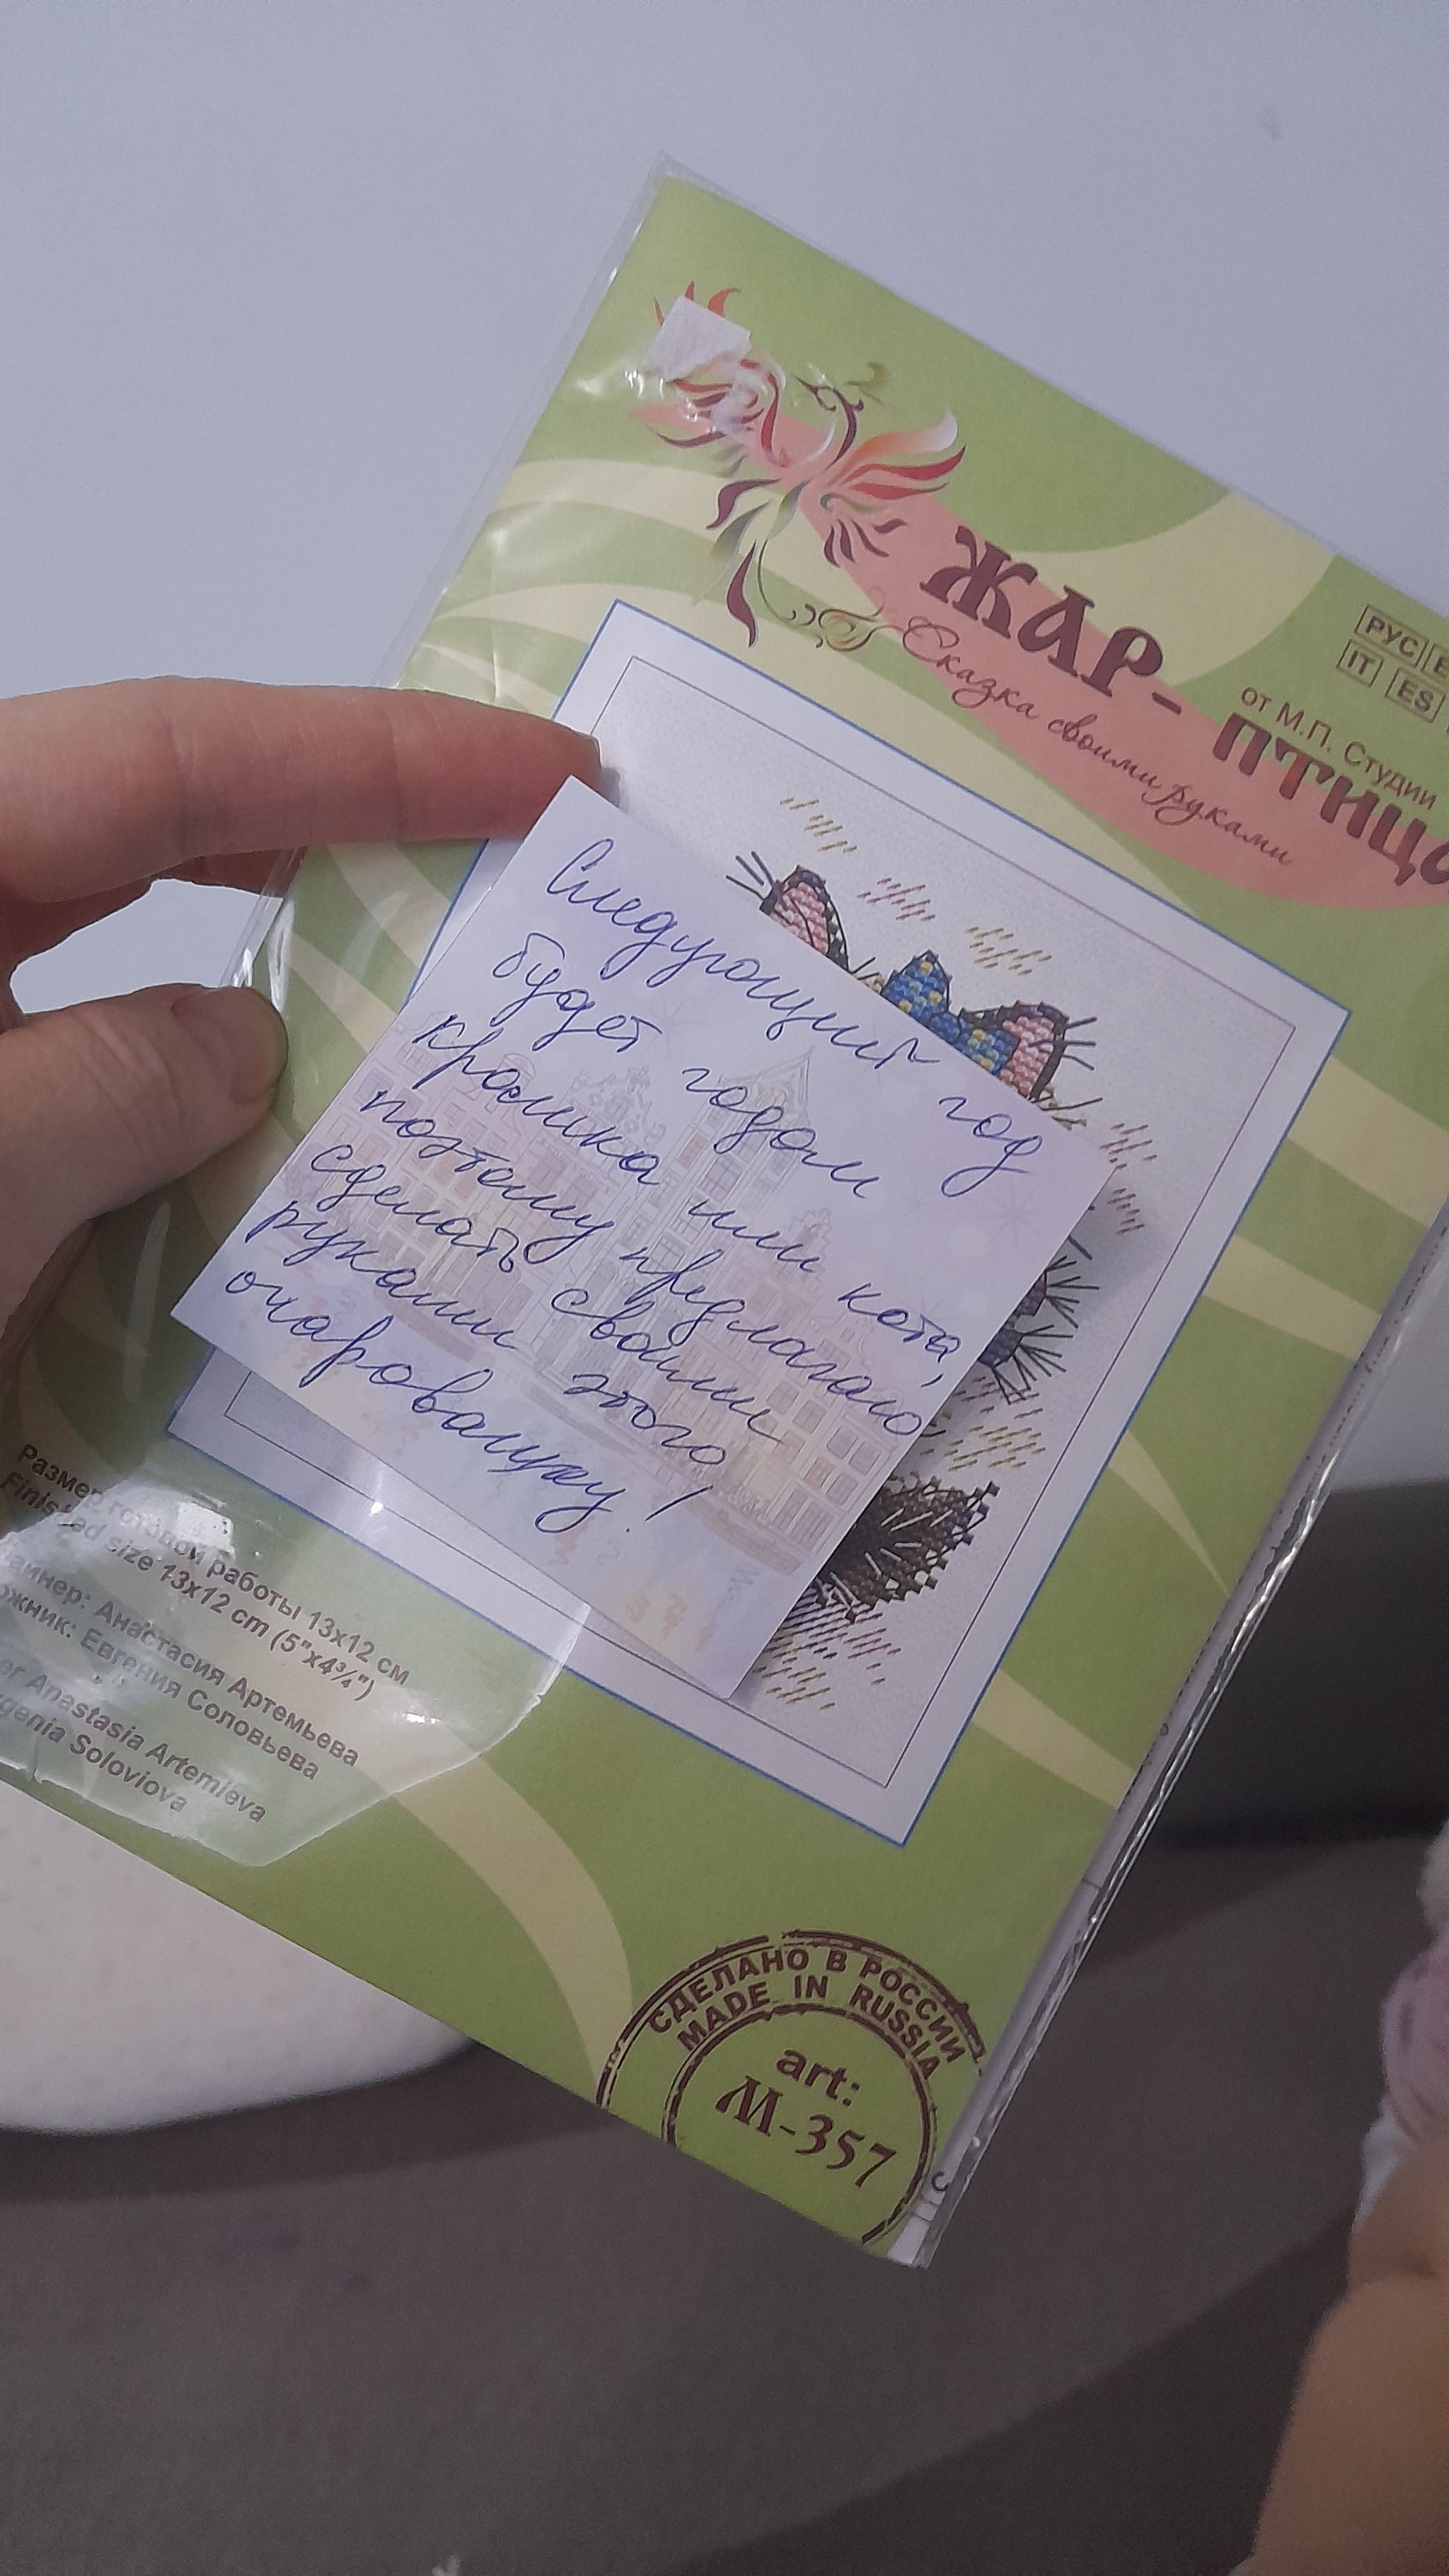 ЖАР-ПТИЦА
Сказка своими руками
от М.П. Студии
РУС
IT ES
Следующий год
будет годом
кролика или кота,
поэтому предлагаю
сделать своими
руками этого
очаровашку!
Размер готовой работы 13х12 см
Finished size 13x12 cm (5"x4¾")
Анастасия Артемьева
Евгения Соловьева
Anastasia Artemieva
Soloviova
СДЕЛАНО В РОССИИ
MADE IN RUSSIA
art:
М-357